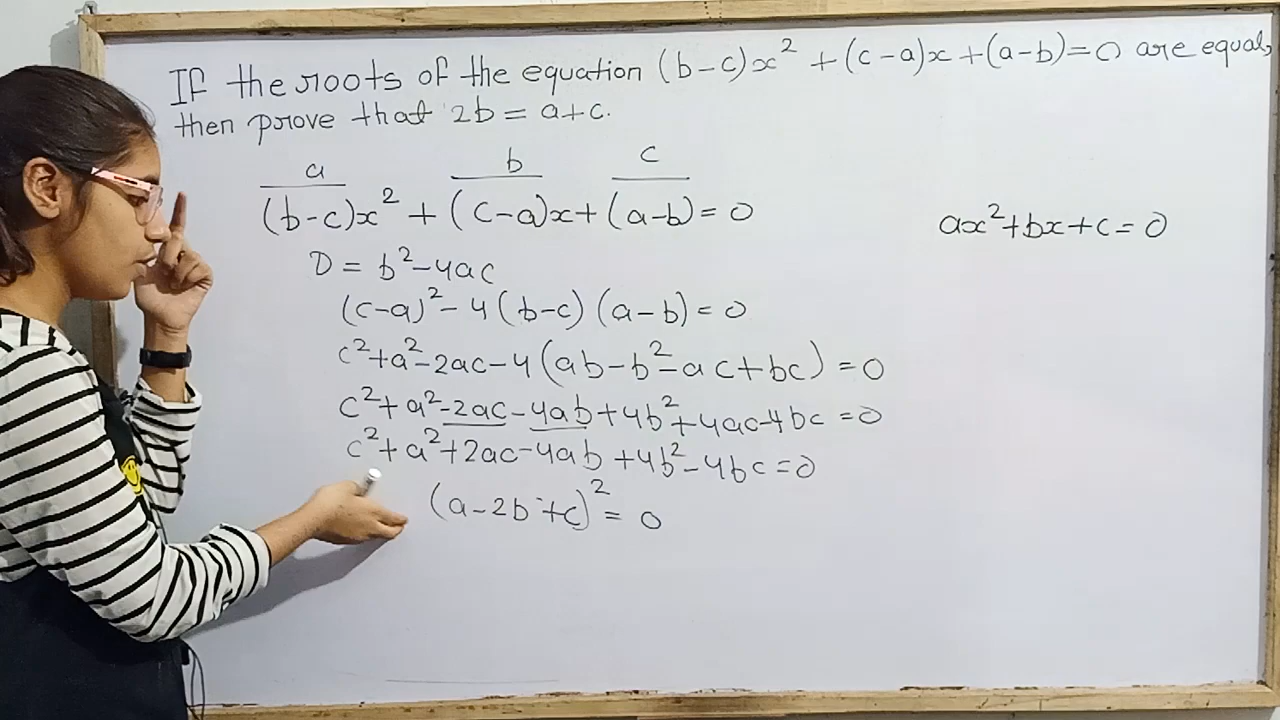 If the roots of the equation (b-c)x² + (c-a)x + (a-b) = 0 are equal,
then prove that 2b = a+c.
a b c
(b-c)x² + (c-a)x + (a-b) = 0
ax² + bx + c = 0
D = b² - 4ac
(c-a)² - 4(b-c)(a-b) = 0
c² + a² - 2ac - 4(ab - b² - ac + bc) = 0
c² + a² - 2ac - 4ab + 4b² + 4ac - 4bc = 0
c² + a² + 2ac - 4ab + 4b² - 4bc = 0
(a - 2b + c)² = 0